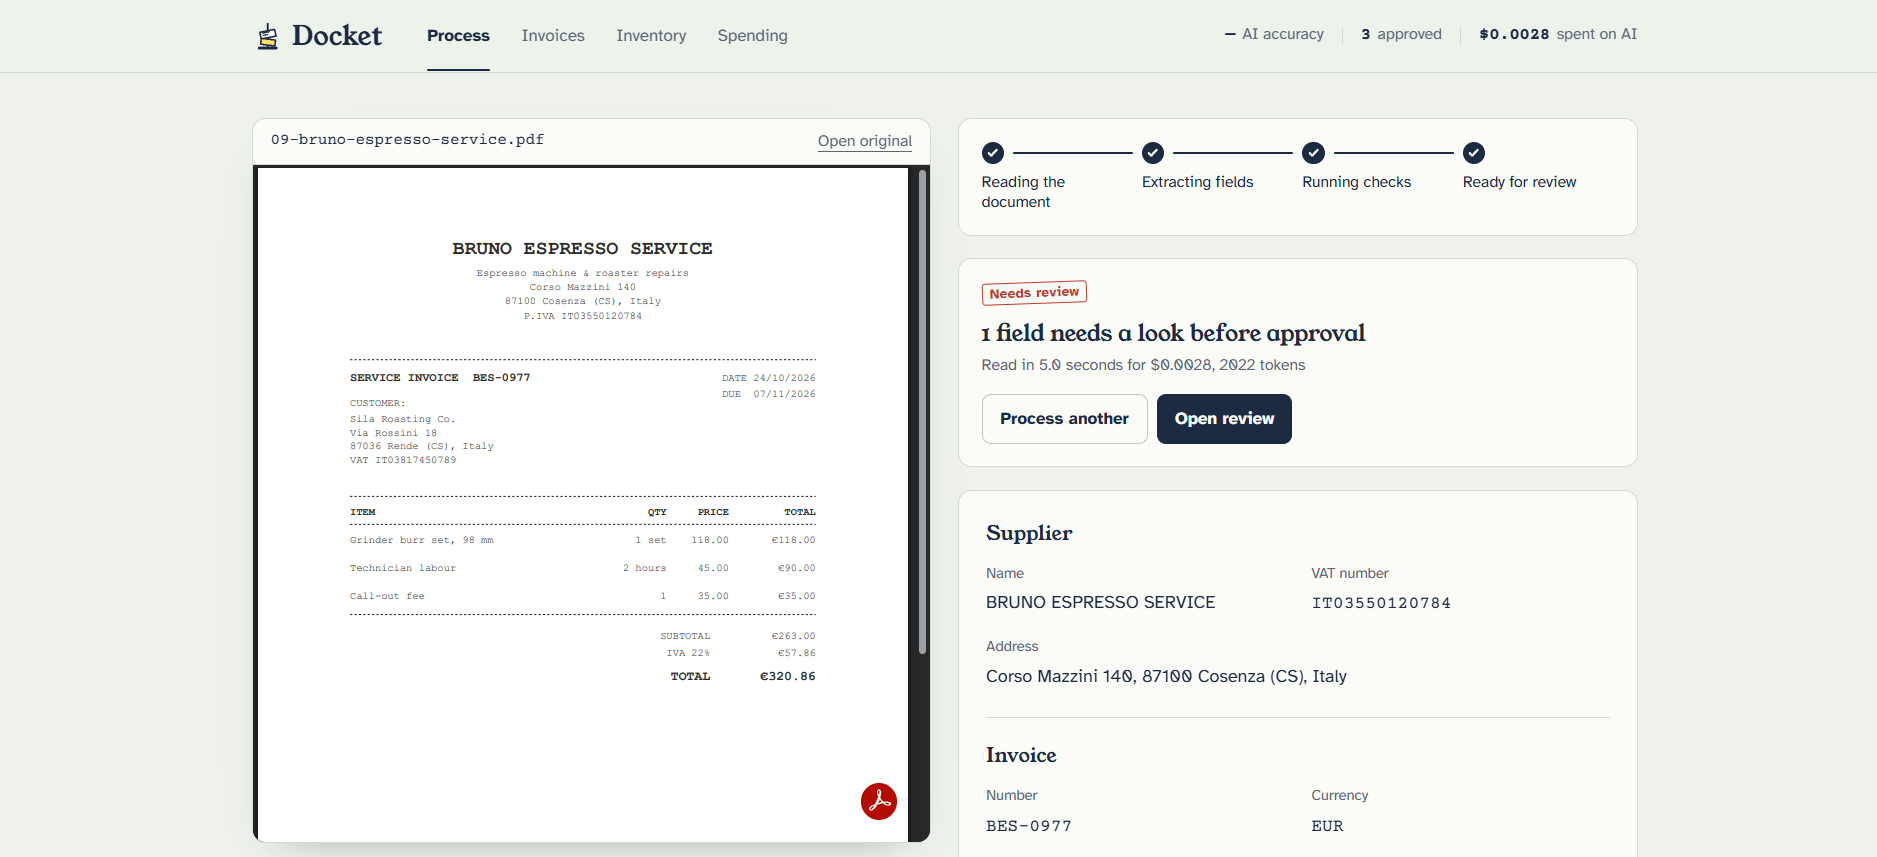 Docket
Process
Invoices
Inventory
Spending
— AI accuracy
3 approved
$0.0028 spent on AI
09-bruno-espresso-service.pdf
Open original
BRUNO ESPRESSO SERVICE
Espresso machine & roaster repairs
Corso Mazzini 140
87100 Cosenza (CS), Italy
P.IVA IT03550120784
SERVICE INVOICE BES-0977
DATE 24/10/2026
DUE 07/11/2026
CUSTOMER:
Sila Roasting Co.
Via Rossini 18
87036 Rende (CS), Italy
VAT IT03817450789
ITEM QTY PRICE TOTAL
Grinder burr set, 98 mm 1 set 118.00 €118.00
Technician labour 2 hours 45.00 €90.00
Call-out fee 1 35.00 €35.00
SUBTOTAL €263.00
IVA 22% €57.86
TOTAL €320.86
Reading the
document
Extracting fields
Running checks
Ready for review
Needs review
1 field needs a look before approval
Read in 5.0 seconds for $0.0028, 2022 tokens
Process another
Open review
Supplier
Name
BRUNO ESPRESSO SERVICE
VAT number
IT03550120784
Address
Corso Mazzini 140, 87100 Cosenza (CS), Italy
Invoice
Number
BES-0977
Currency
EUR